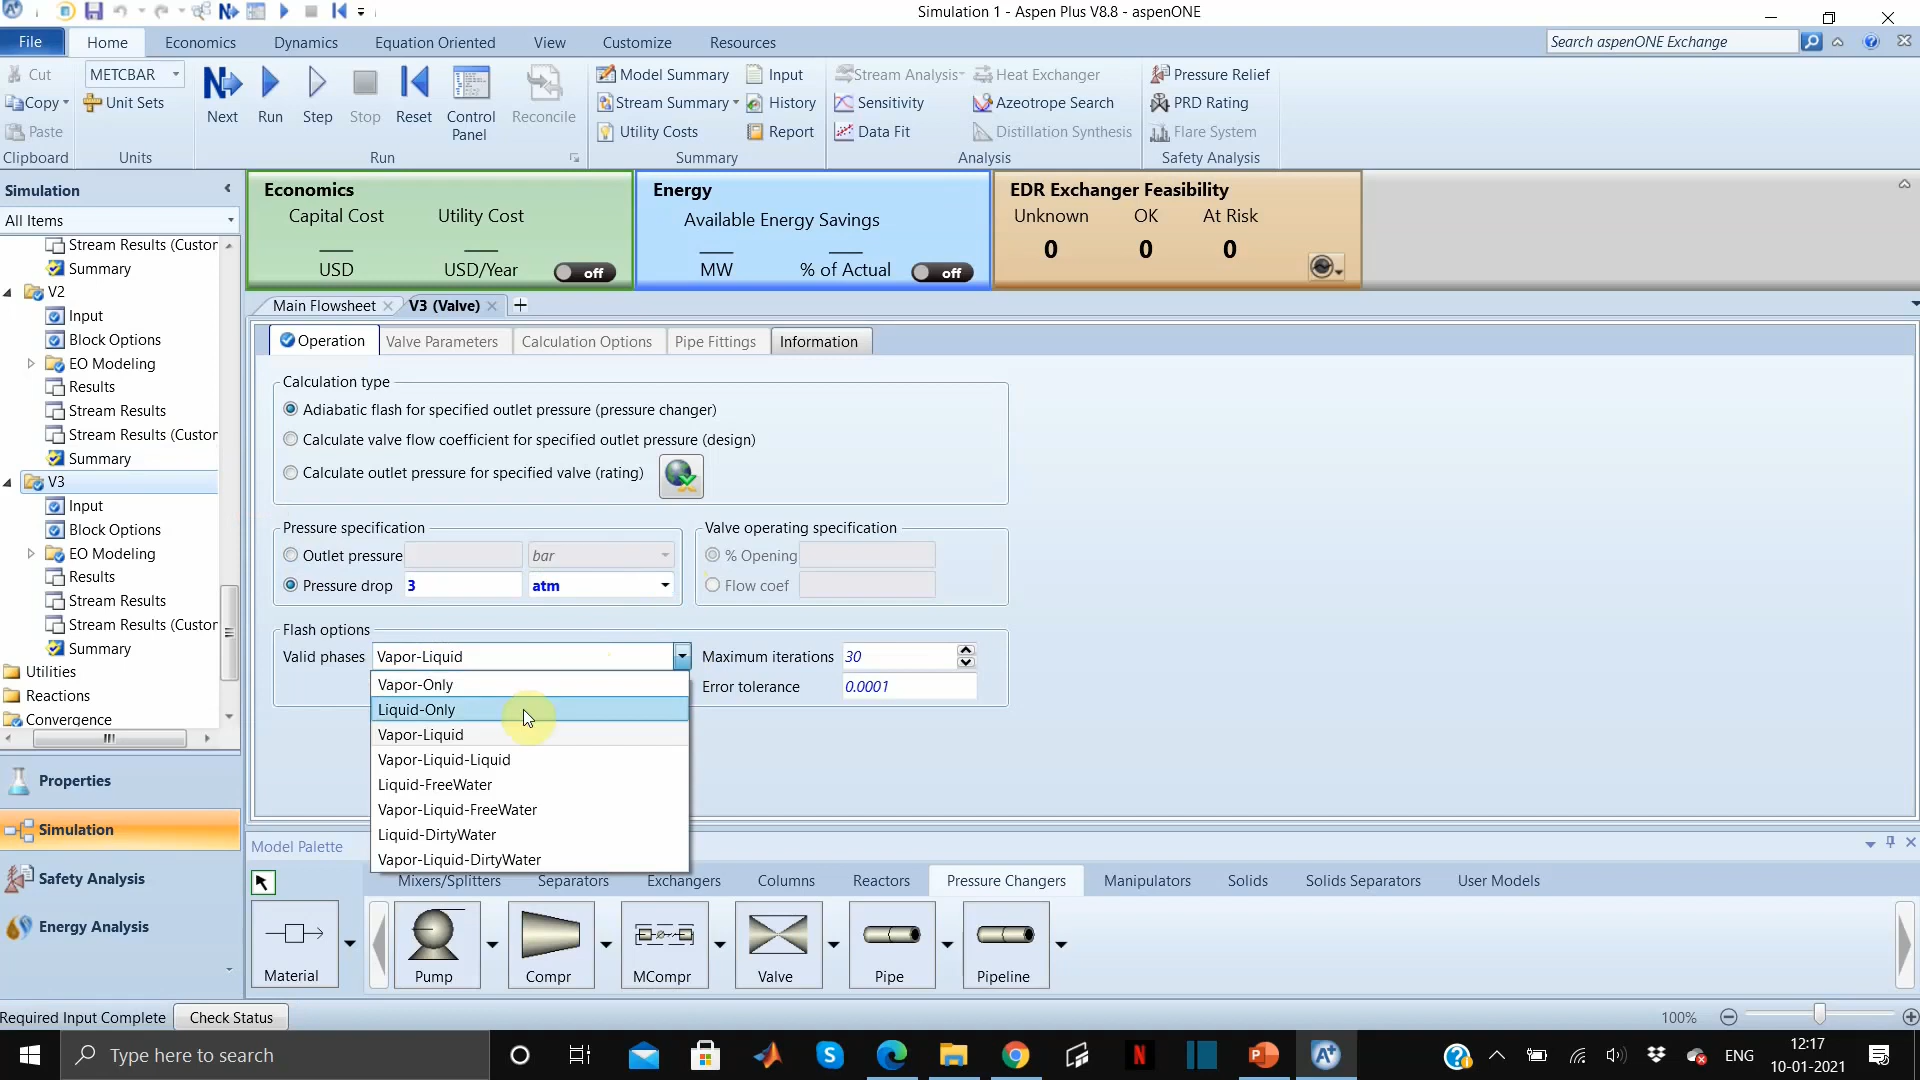 Simulation 1 - Aspen Plus V8.8 - aspenONE
File
Home
Economics
Dynamics
Equation Oriented
View
Customize
Resources
Search aspenONE Exchange
Cut
Copy
Paste
Clipboard
METCBAR
Unit Sets
Units
Next
Run
Step
Stop
Reset
Control
Panel
Reconcile
Run
Model Summary
Input
Stream Summary
History
Utility Costs
Report
Summary
Stream Analysis
Heat Exchanger
Sensitivity
Azeotrope Search
Data Fit
Distillation Synthesis
Analysis
Pressure Relief
PRD Rating
Flare System
Safety Analysis
Simulation
All Items
Stream Results (Custor
Summary
V2
Input
Block Options
EO Modeling
Results
Stream Results
Stream Results (Custor
Summary
V3
Input
Block Options
EO Modeling
Results
Stream Results
Stream Results (Custor
Summary
Utilities
Reactions
Convergence
Properties
Simulation
Safety Analysis
Energy Analysis
Economics
Capital Cost
Utility Cost
USD
USD/Year
off
Energy
Available Energy Savings
MW
% of Actual
off
EDR Exchanger Feasibility
Unknown
OK
At Risk
0
0
0
Main Flowsheet
V3 (Valve)
Operation
Valve Parameters
Calculation Options
Pipe Fittings
Information
Calculation type
Adiabatic flash for specified outlet pressure (pressure changer)
Calculate valve flow coefficient for specified outlet pressure (design)
Calculate outlet pressure for specified valve (rating)
Pressure specification
Outlet pressure
bar
Pressure drop
3
atm
Valve operating specification
% Opening
Flow coef
Flash options
Valid phases
Vapor-Liquid
Maximum iterations
30
Error tolerance
0.0001
Vapor-Only
Liquid-Only
Vapor-Liquid
Vapor-Liquid-Liquid
Liquid-FreeWater
Vapor-Liquid-FreeWater
Liquid-DirtyWater
Vapor-Liquid-DirtyWater
Model Palette
Mixers/Splitters
Separators
Exchangers
Columns
Reactors
Pressure Changers
Manipulators
Solids
Solids Separators
User Models
Material
Pump
Compr
MCompr
Valve
Pipe
Pipeline
Required Input Complete
Check Status
100%
Type here to search
ENG
12:17
10-01-2021